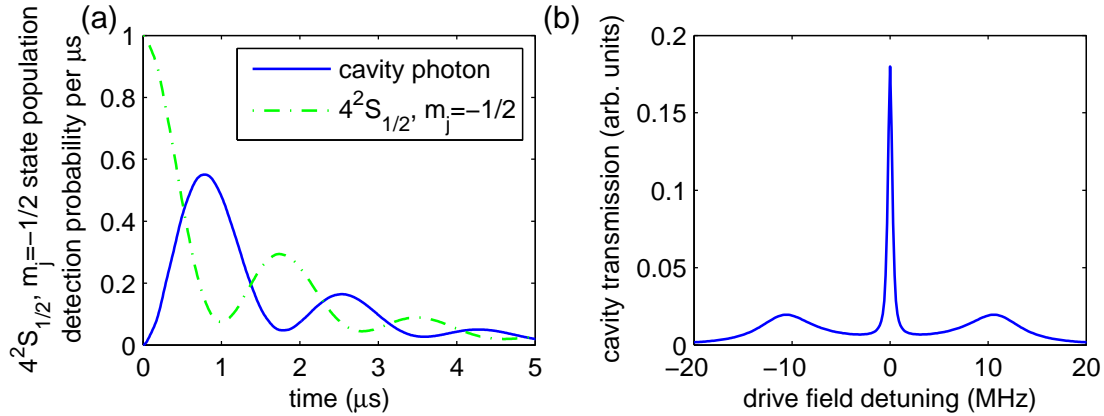 (a)
4²S₁/₂, mⱼ=−1/2 state population
detection probability per μs
1
0.8
0.6
0.4
0.2
0
cavity photon
4²S₁/₂, mⱼ=−1/2
0 1 2 3 4 5
time (μs)
(b)
cavity transmission (arb. units)
0.2
0.15
0.1
0.05
0
−20 −10 0 10 20
drive field detuning (MHz)